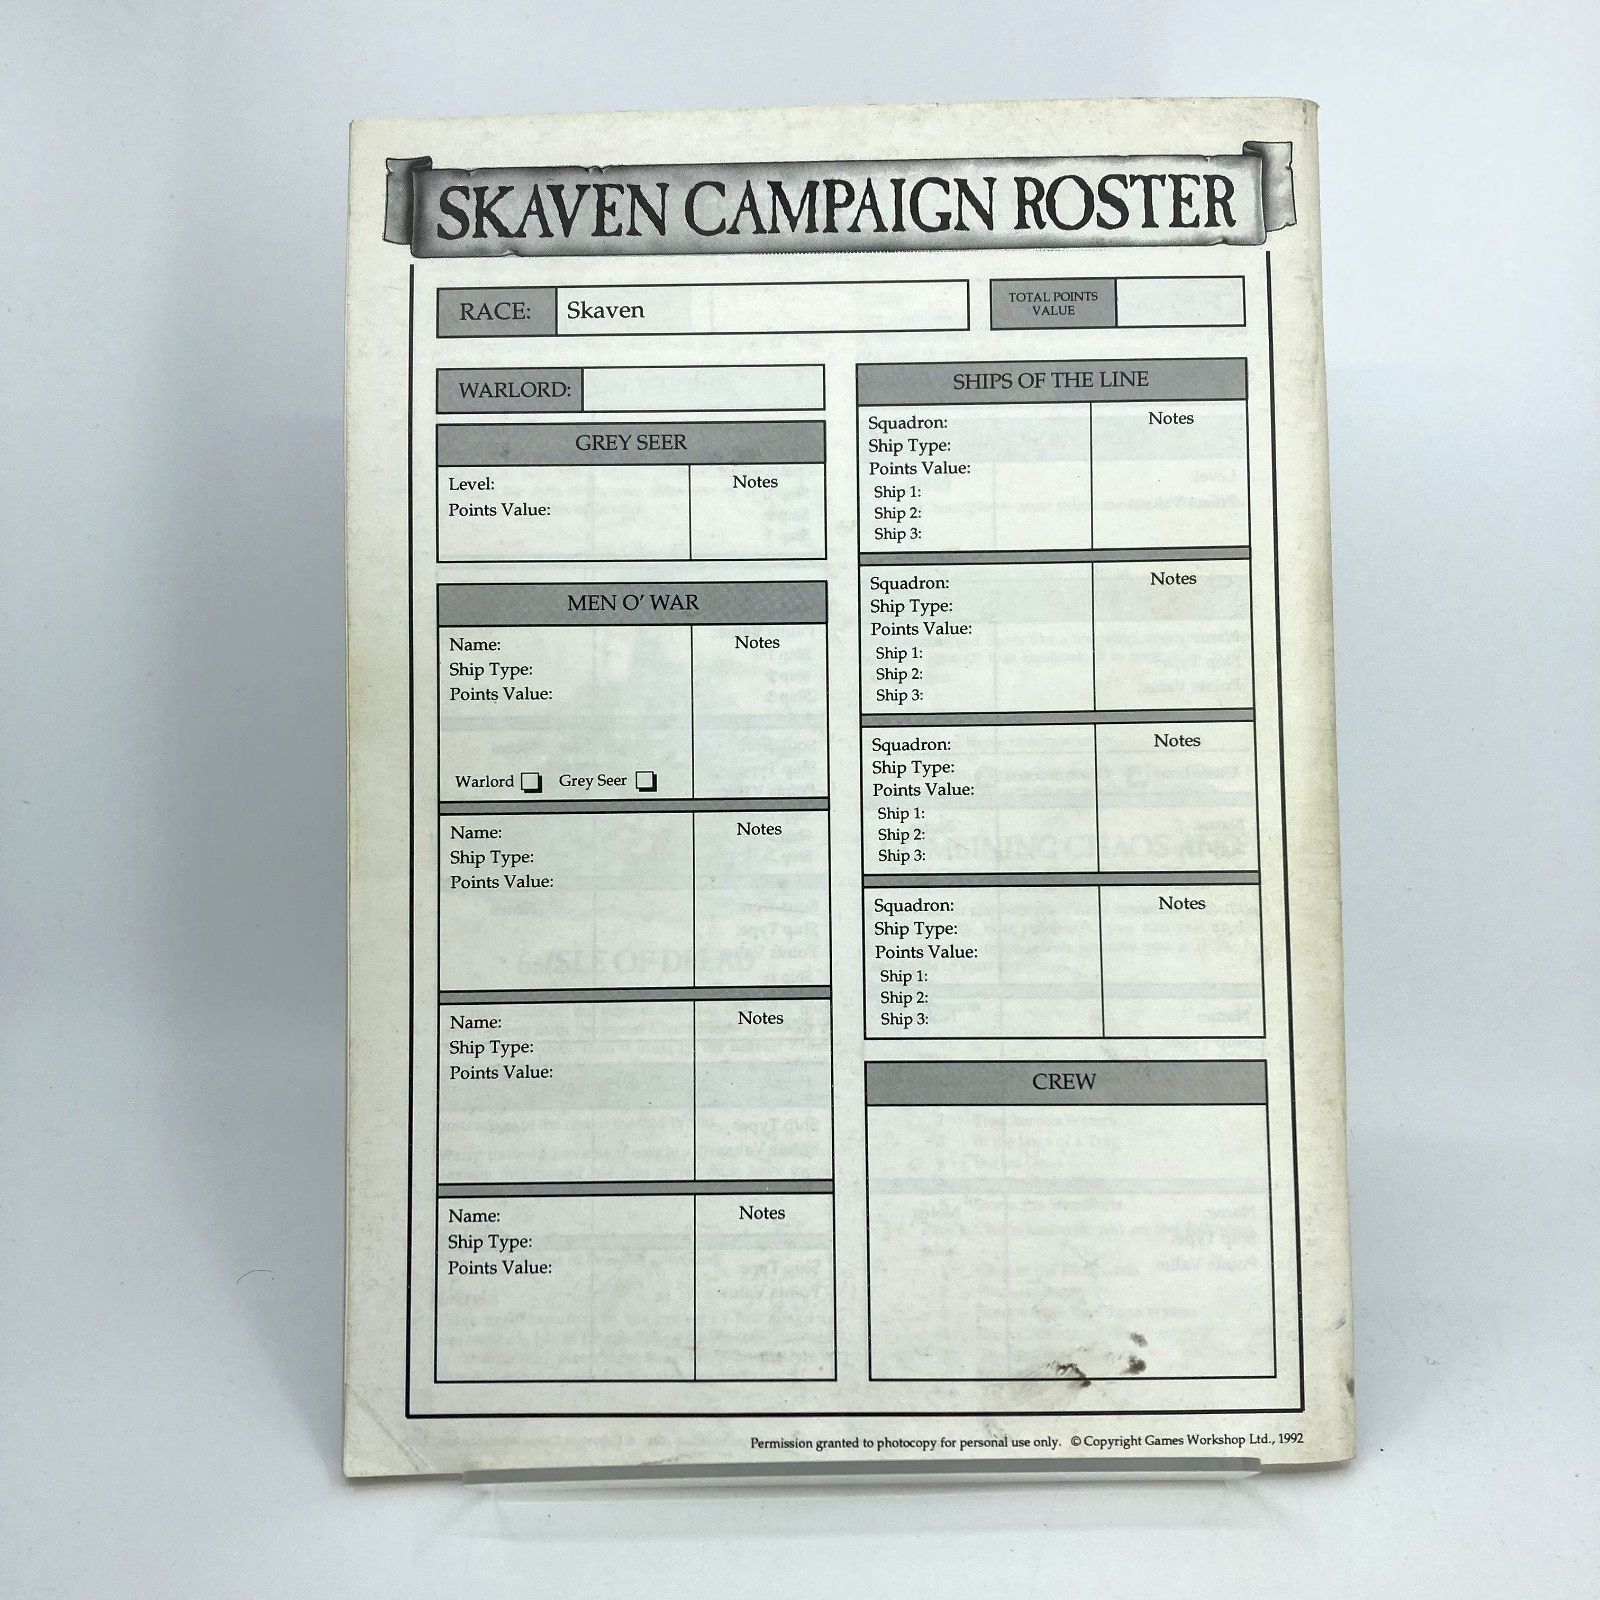 SKAVEN CAMPAIGN ROSTER
RACE: Skaven
TOTAL POINTS
VALUE
WARLORD:
GREY SEER
Level:
Points Value:
Notes
MEN O' WAR
Name:
Ship Type:
Points Value:
Notes
Warlord Grey Seer
Name:
Ship Type:
Points Value:
Notes
Name:
Ship Type:
Points Value:
Notes
Name:
Ship Type:
Points Value:
Notes
SHIPS OF THE LINE
Squadron:
Ship Type:
Points Value:
Ship 1:
Ship 2:
Ship 3:
Notes
Squadron:
Ship Type:
Points Value:
Ship 1:
Ship 2:
Ship 3:
Notes
Squadron:
Ship Type:
Points Value:
Ship 1:
Ship 2:
Ship 3:
Notes
Squadron:
Ship Type:
Points Value:
Ship 1:
Ship 2:
Ship 3:
Notes
CREW
Permission granted to photocopy for personal use only. © Copyright Games Workshop Ltd., 1992